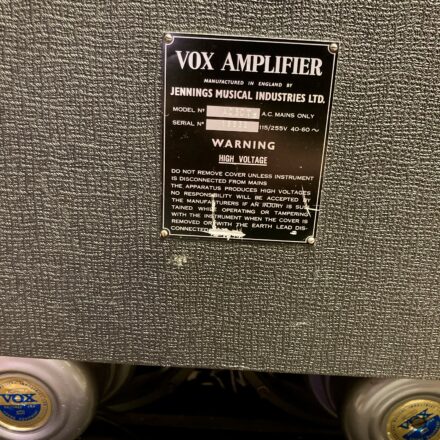 VOX AMPLIFIER
MANUFACTURED IN ENGLAND BY
JENNINGS MUSICAL INDUSTRIES LTD.
MODEL Nº A.C. MAINS ONLY
SERIAL Nº 115/255V 40-60~
WARNING
HIGH VOLTAGE
DO NOT REMOVE COVER UNLESS INSTRUMENT
IS DISCONNECTED FROM MAINS
THE APPARATUS PRODUCES HIGH VOLTAGES
NO RESPONSIBILITY WILL BE ACCEPTED BY
THE MANUFACTURERS IF AN INJURY IS SUS-
TAINED WHILE OPERATING OR TAMPERING
WITH THE INSTRUMENT WHEN THE COVER IS
REMOVED OR WITH THE EARTH LEAD DIS-
CONNECTED
VOX
VOX